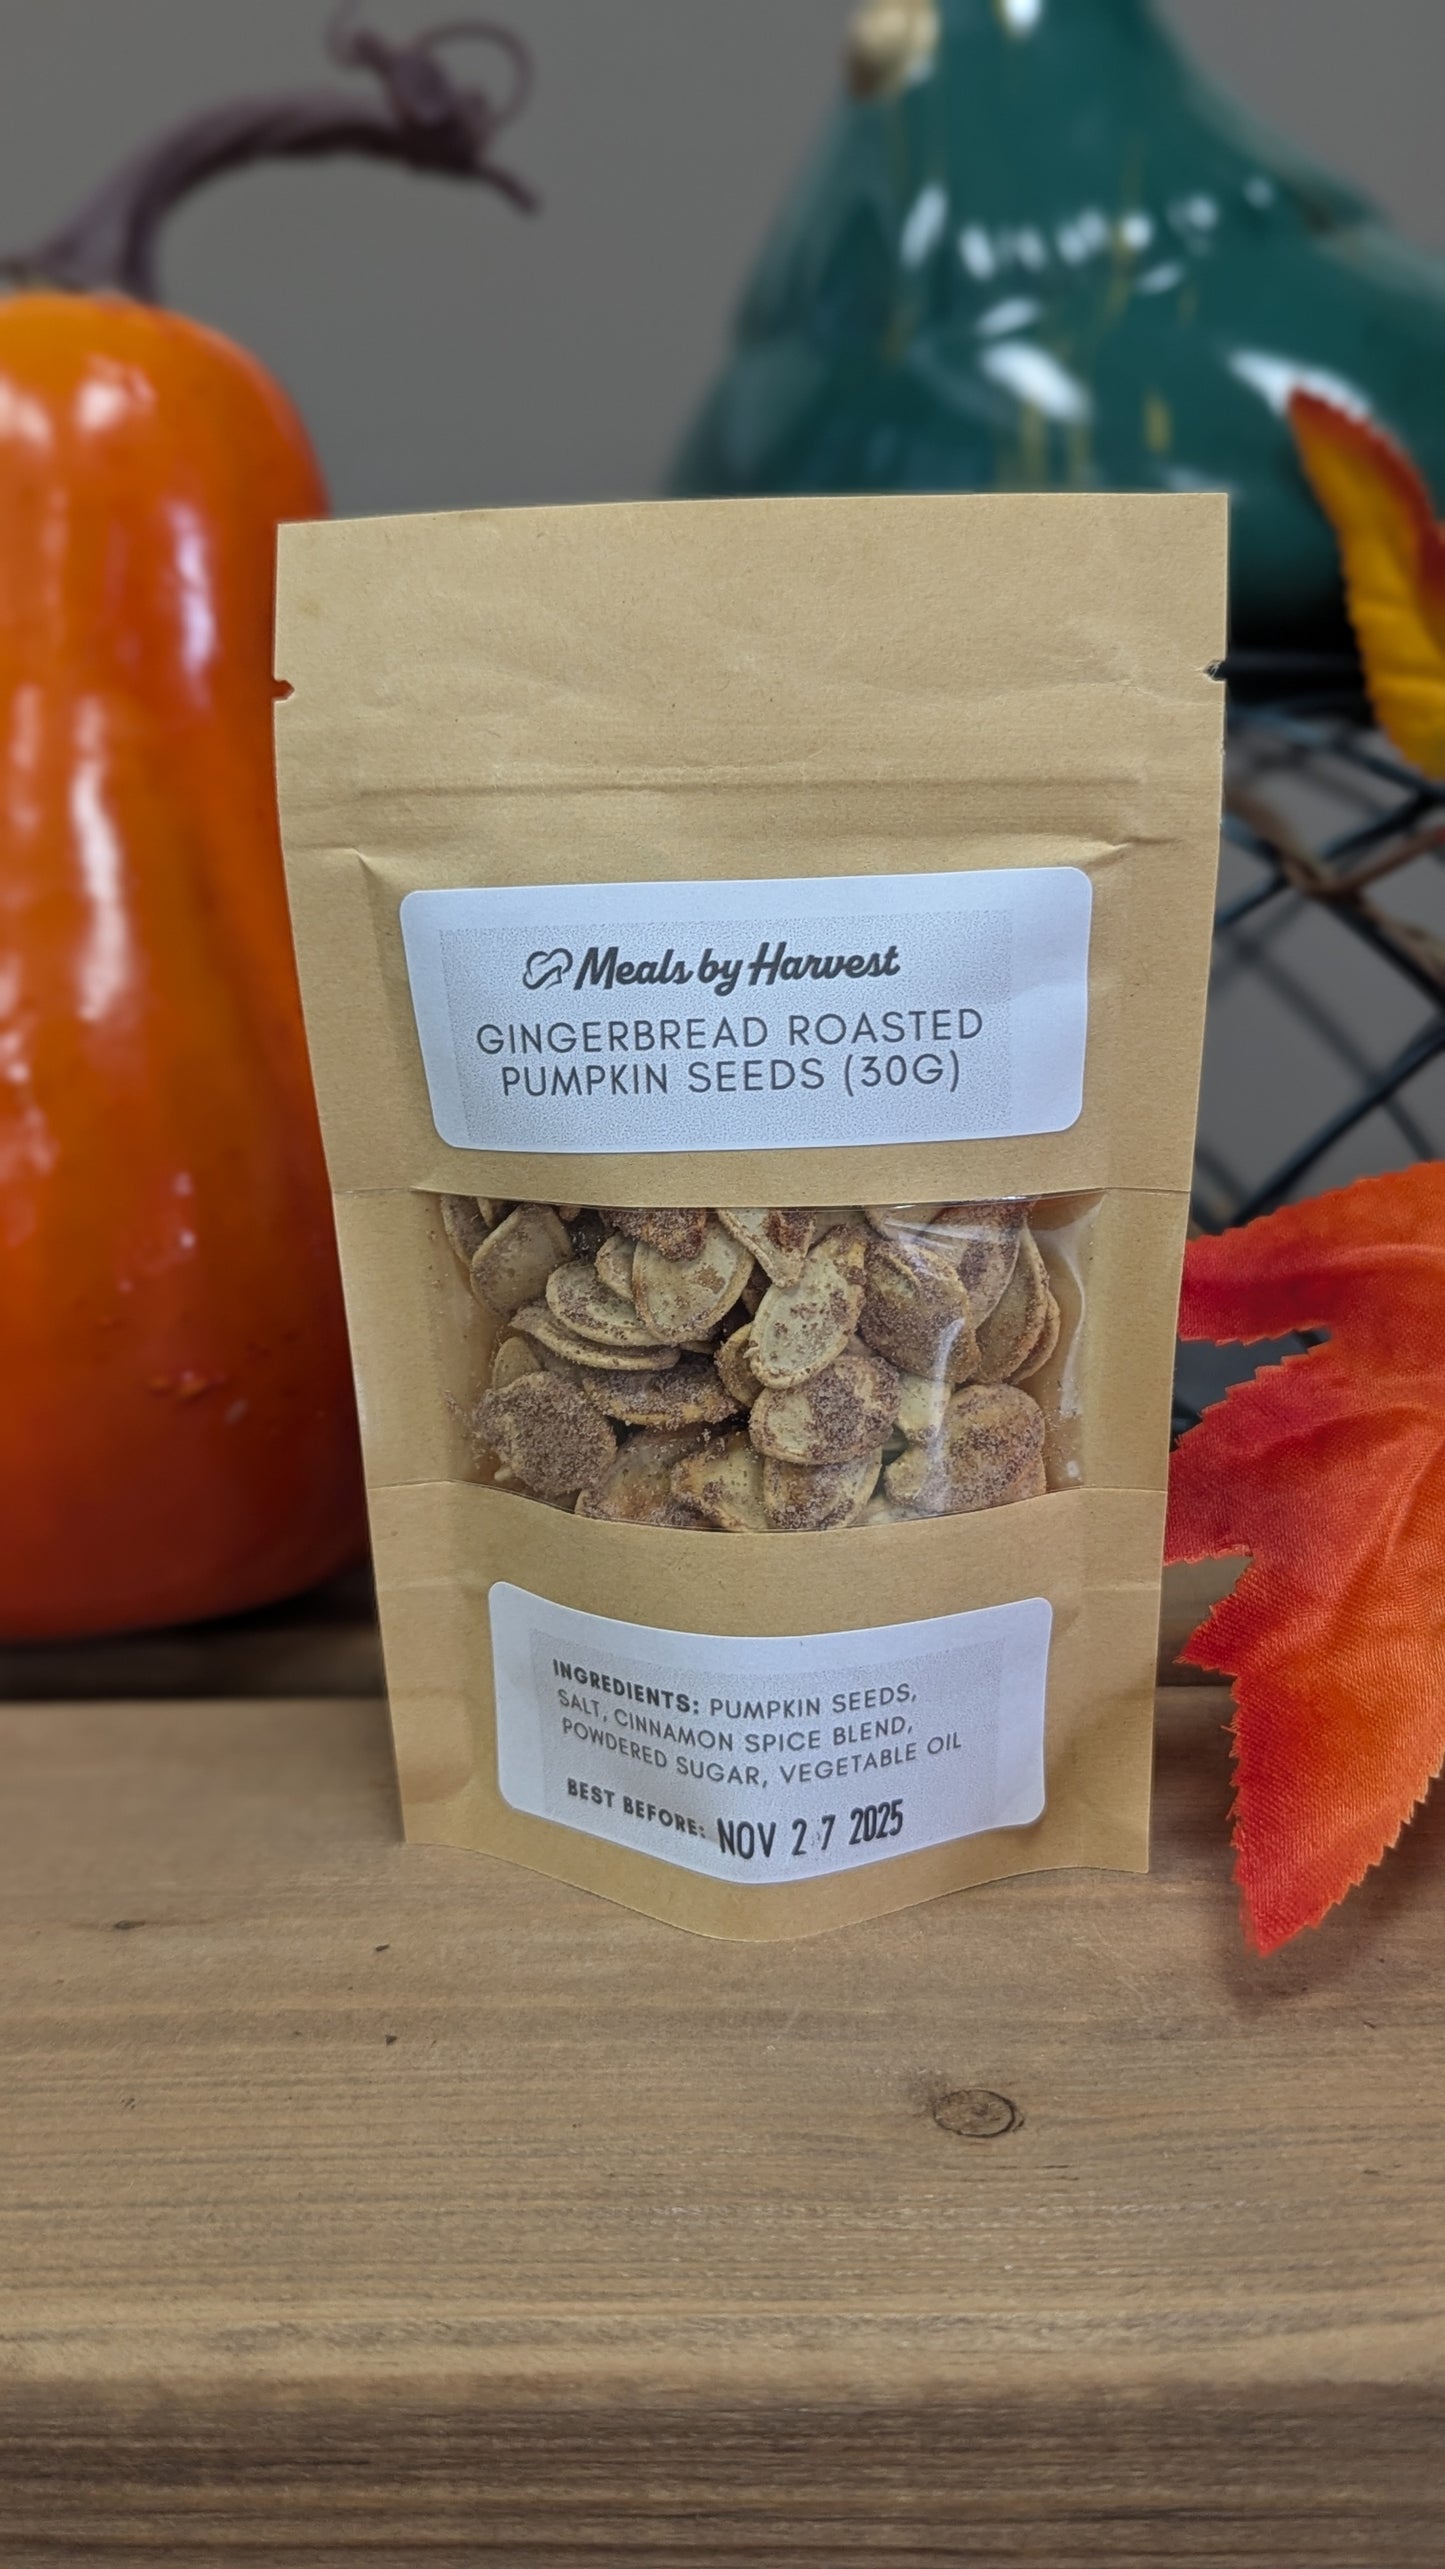 Meals by Harvest
GINGERBREAD ROASTED
PUMPKIN SEEDS (30G)
INGREDIENTS: PUMPKIN SEEDS,
SALT, CINNAMON SPICE BLEND,
POWDERED SUGAR, VEGETABLE OIL
BEST BEFORE: NOV 27 2025